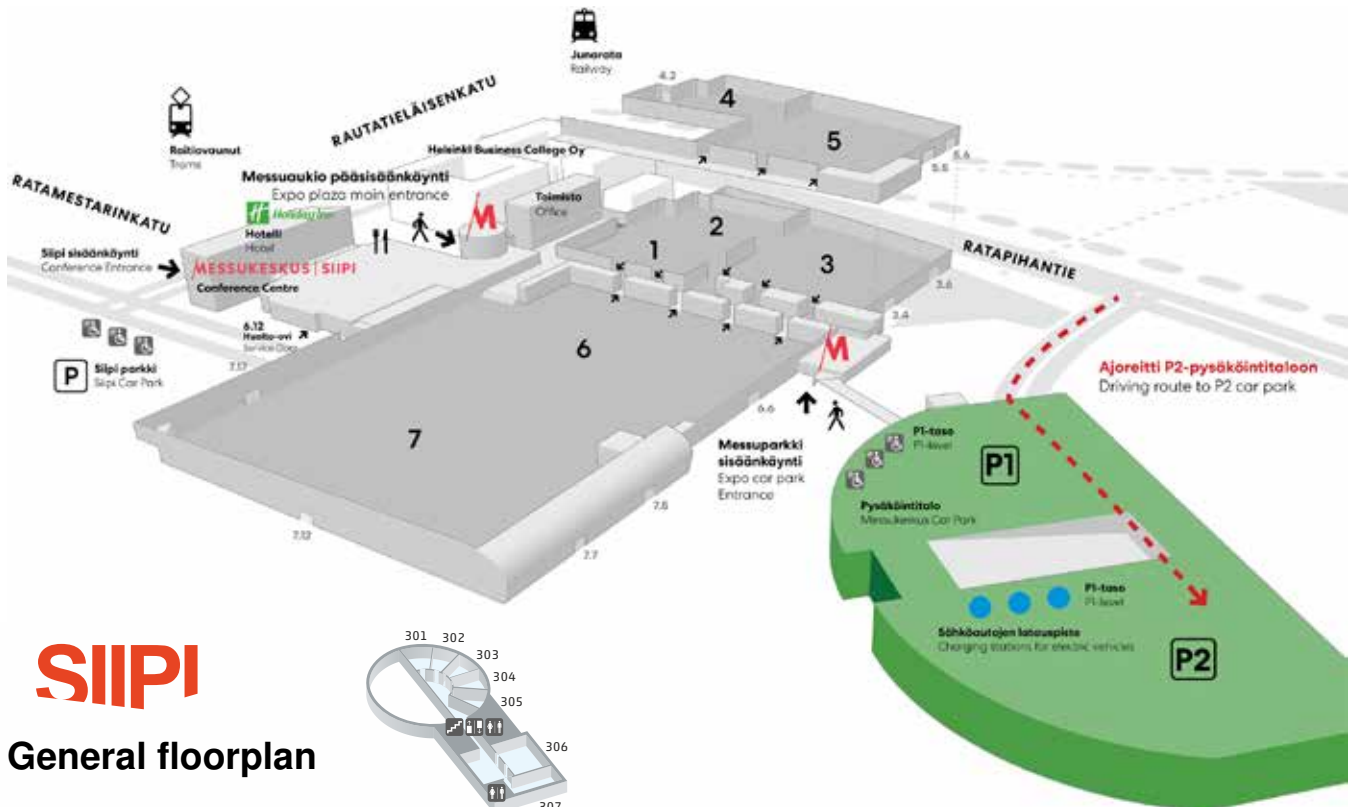 Junarata
Railway
4.2
4
5
5.6
5.5
RAUTATIELÄISENKATU
Raitiovaunut
Trams
Helsinki Business College Oy
RATAMESTARINKATU
Messuaukio pääsisäänkäynti
Expo plaza main entrance
Toimisto
Office
H Holiday Inn
Hotelli
Hotel
M
Siipi sisäänkäynti
Conference Entrance
MESSUKESKUS | SIIPI
Conference Centre
1
2
3
RATAPIHANTIE
3.6
3.4
6.12
Huolto-ovi
Service Door
7.17
P
Siipi parkki
Siipi Car Park
6
M
Ajoreitti P2-pysäköintitaloon
Driving route to P2 car park
6.6
7
Messuparkki
sisäänkäynti
Expo car park
Entrance
P1-taso
P1-level
P1
7.8
7.12
7.7
Pysäköintitalo
Messukeskus Car Park
P1-taso
P1-level
Sähköautojen latauspiste
Charging stations for electric vehicles
P2
SIIPI
General floorplan
301
302
303
304
305
306
307